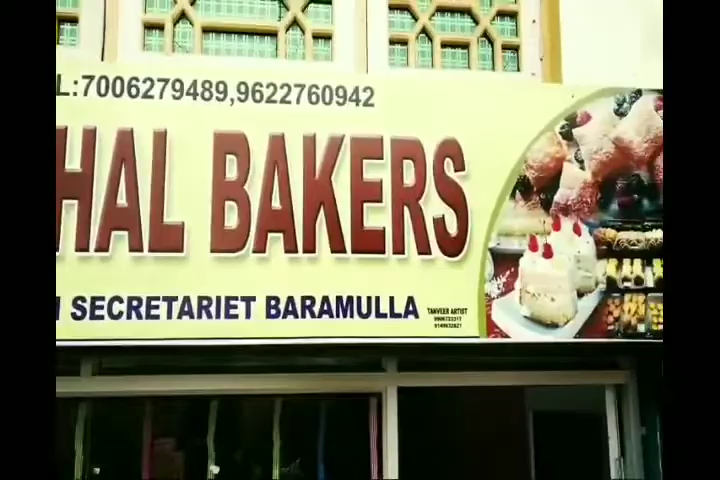 L:7006279489,9622760942
HAL BAKERS
SECRETARIET BARAMULLA
TANVEER ARTIST